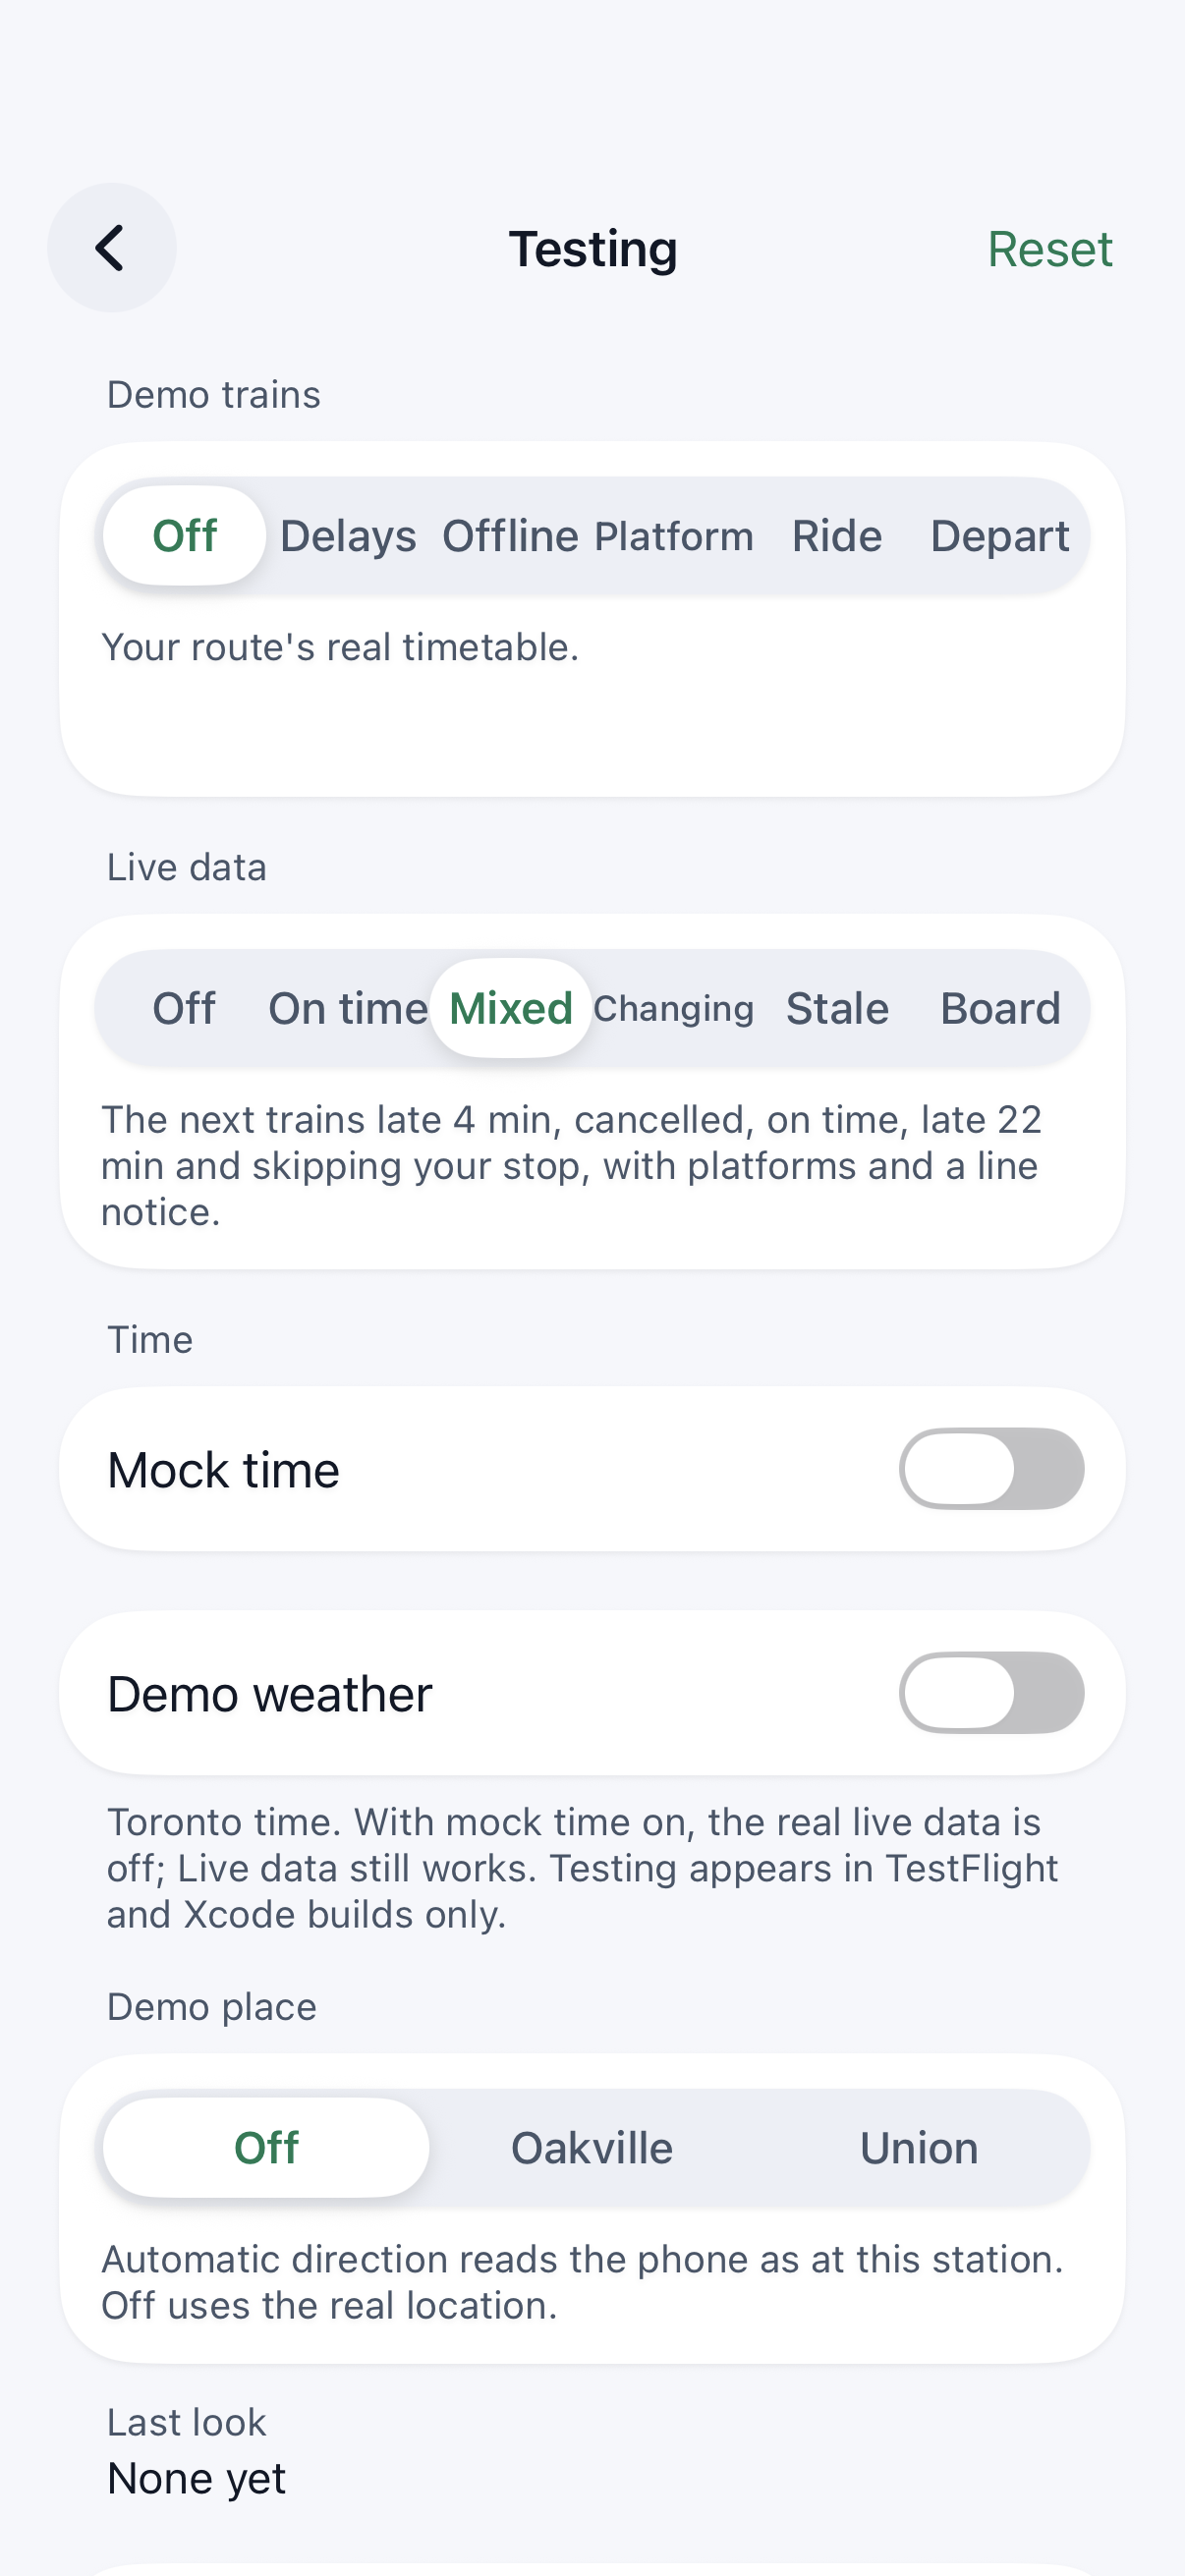 Testing
Reset
Demo trains
Off Delays Offline Platform Ride Depart
Your route's real timetable.
Live data
Off On time Mixed Changing Stale Board
The next trains late 4 min, cancelled, on time, late 22
min and skipping your stop, with platforms and a line
notice.
Time
Mock time
Demo weather
Toronto time. With mock time on, the real live data is
off; Live data still works. Testing appears in TestFlight
and Xcode builds only.
Demo place
Off Oakville Union
Automatic direction reads the phone as at this station.
Off uses the real location.
Last look
None yet